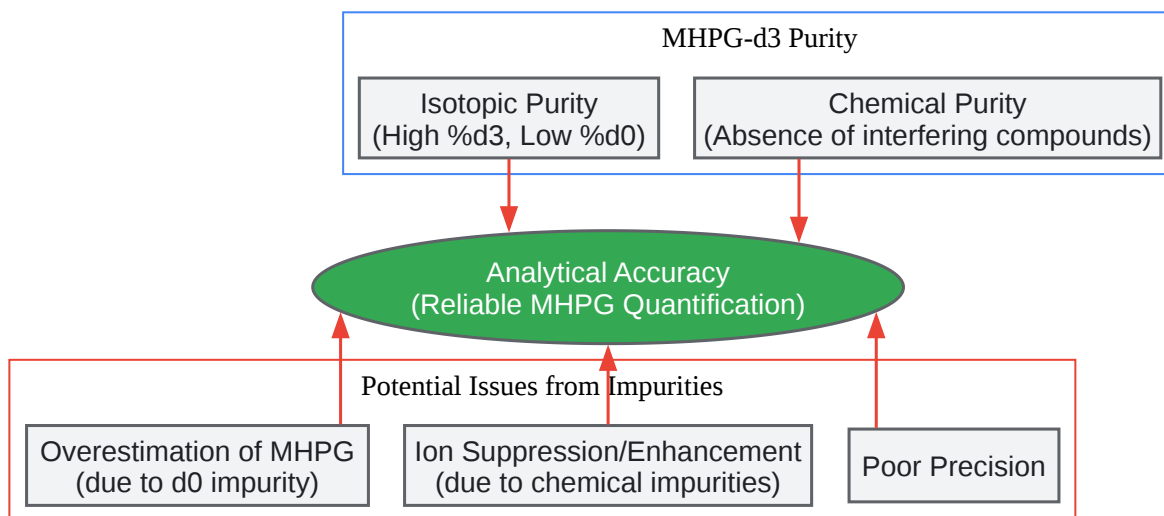 MHPG-d3 Purity
Isotopic Purity
(High %d3, Low %d0)
Chemical Purity
(Absence of interfering compounds)
Analytical Accuracy
(Reliable MHPG Quantification)
Potential Issues from Impurities
Overestimation of MHPG
(due to d0 impurity)
Ion Suppression/Enhancement
(due to chemical impurities)
Poor Precision